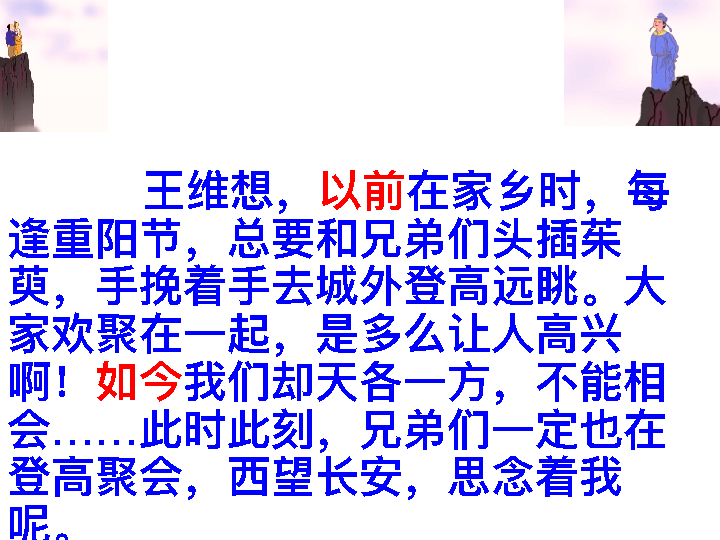 王维想，以前在家乡时，每
逢重阳节，总要和兄弟们头插茱
萸，手挽着手去城外登高远眺。大
家欢聚在一起，是多么让人高兴
啊！如今我们却天各一方，不能相
会……此时此刻，兄弟们一定也在
登高聚会，西望长安，思念着我
呢。